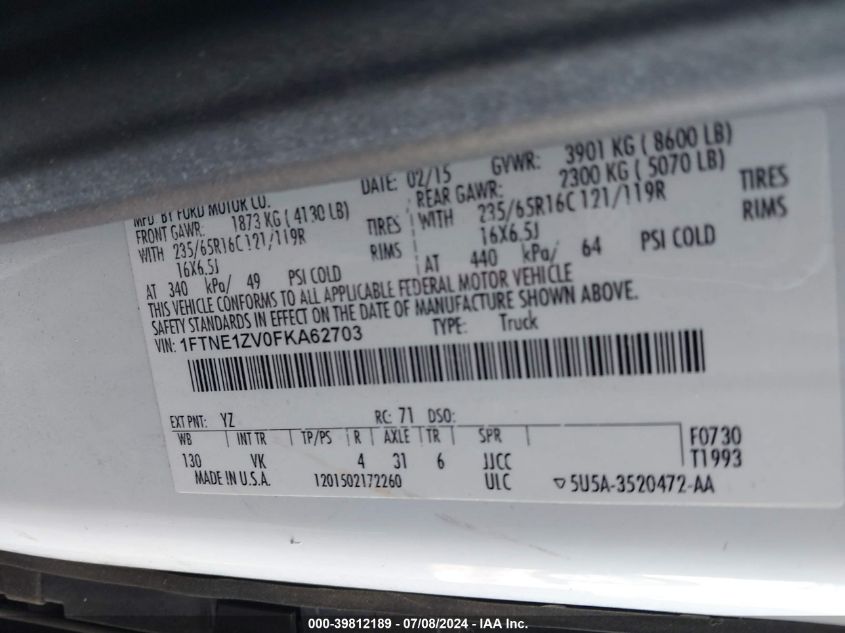 MFD. BY FORD MOTOR CO. DATE: 02/15 GVWR: 3901 KG ( 8600 LB)
FRONT GAWR: 1873 KG ( 4130 LB) REAR GAWR: 2300 KG ( 5070 LB)
WITH 235/65R16C 121/119R TIRES WITH 235/65R16C 121/119R TIRES
16X6.5J RIMS 16X6.5J RIMS
AT 340 kPa/ 49 PSI COLD AT 440 kPa/ 64 PSI COLD
THIS VEHICLE CONFORMS TO ALL APPLICABLE FEDERAL MOTOR VEHICLE
SAFETY STANDARDS IN EFFECT ON THE DATE OF MANUFACTURE SHOWN ABOVE.
VIN: 1FTNE1ZV0FKA62703 TYPE: Truck
EXT PNT: YZ RC: 71 DSO:
WB INT TR TP/PS R AXLE TR SPR F0730
130 VK 4 31 6 JJCC T1993
MADE IN U.S.A. 1201502172260 ULC ▽5U5A-3520472-AA
000-39812189 - 07/08/2024 - Copyright © 2024 IAA, Inc.